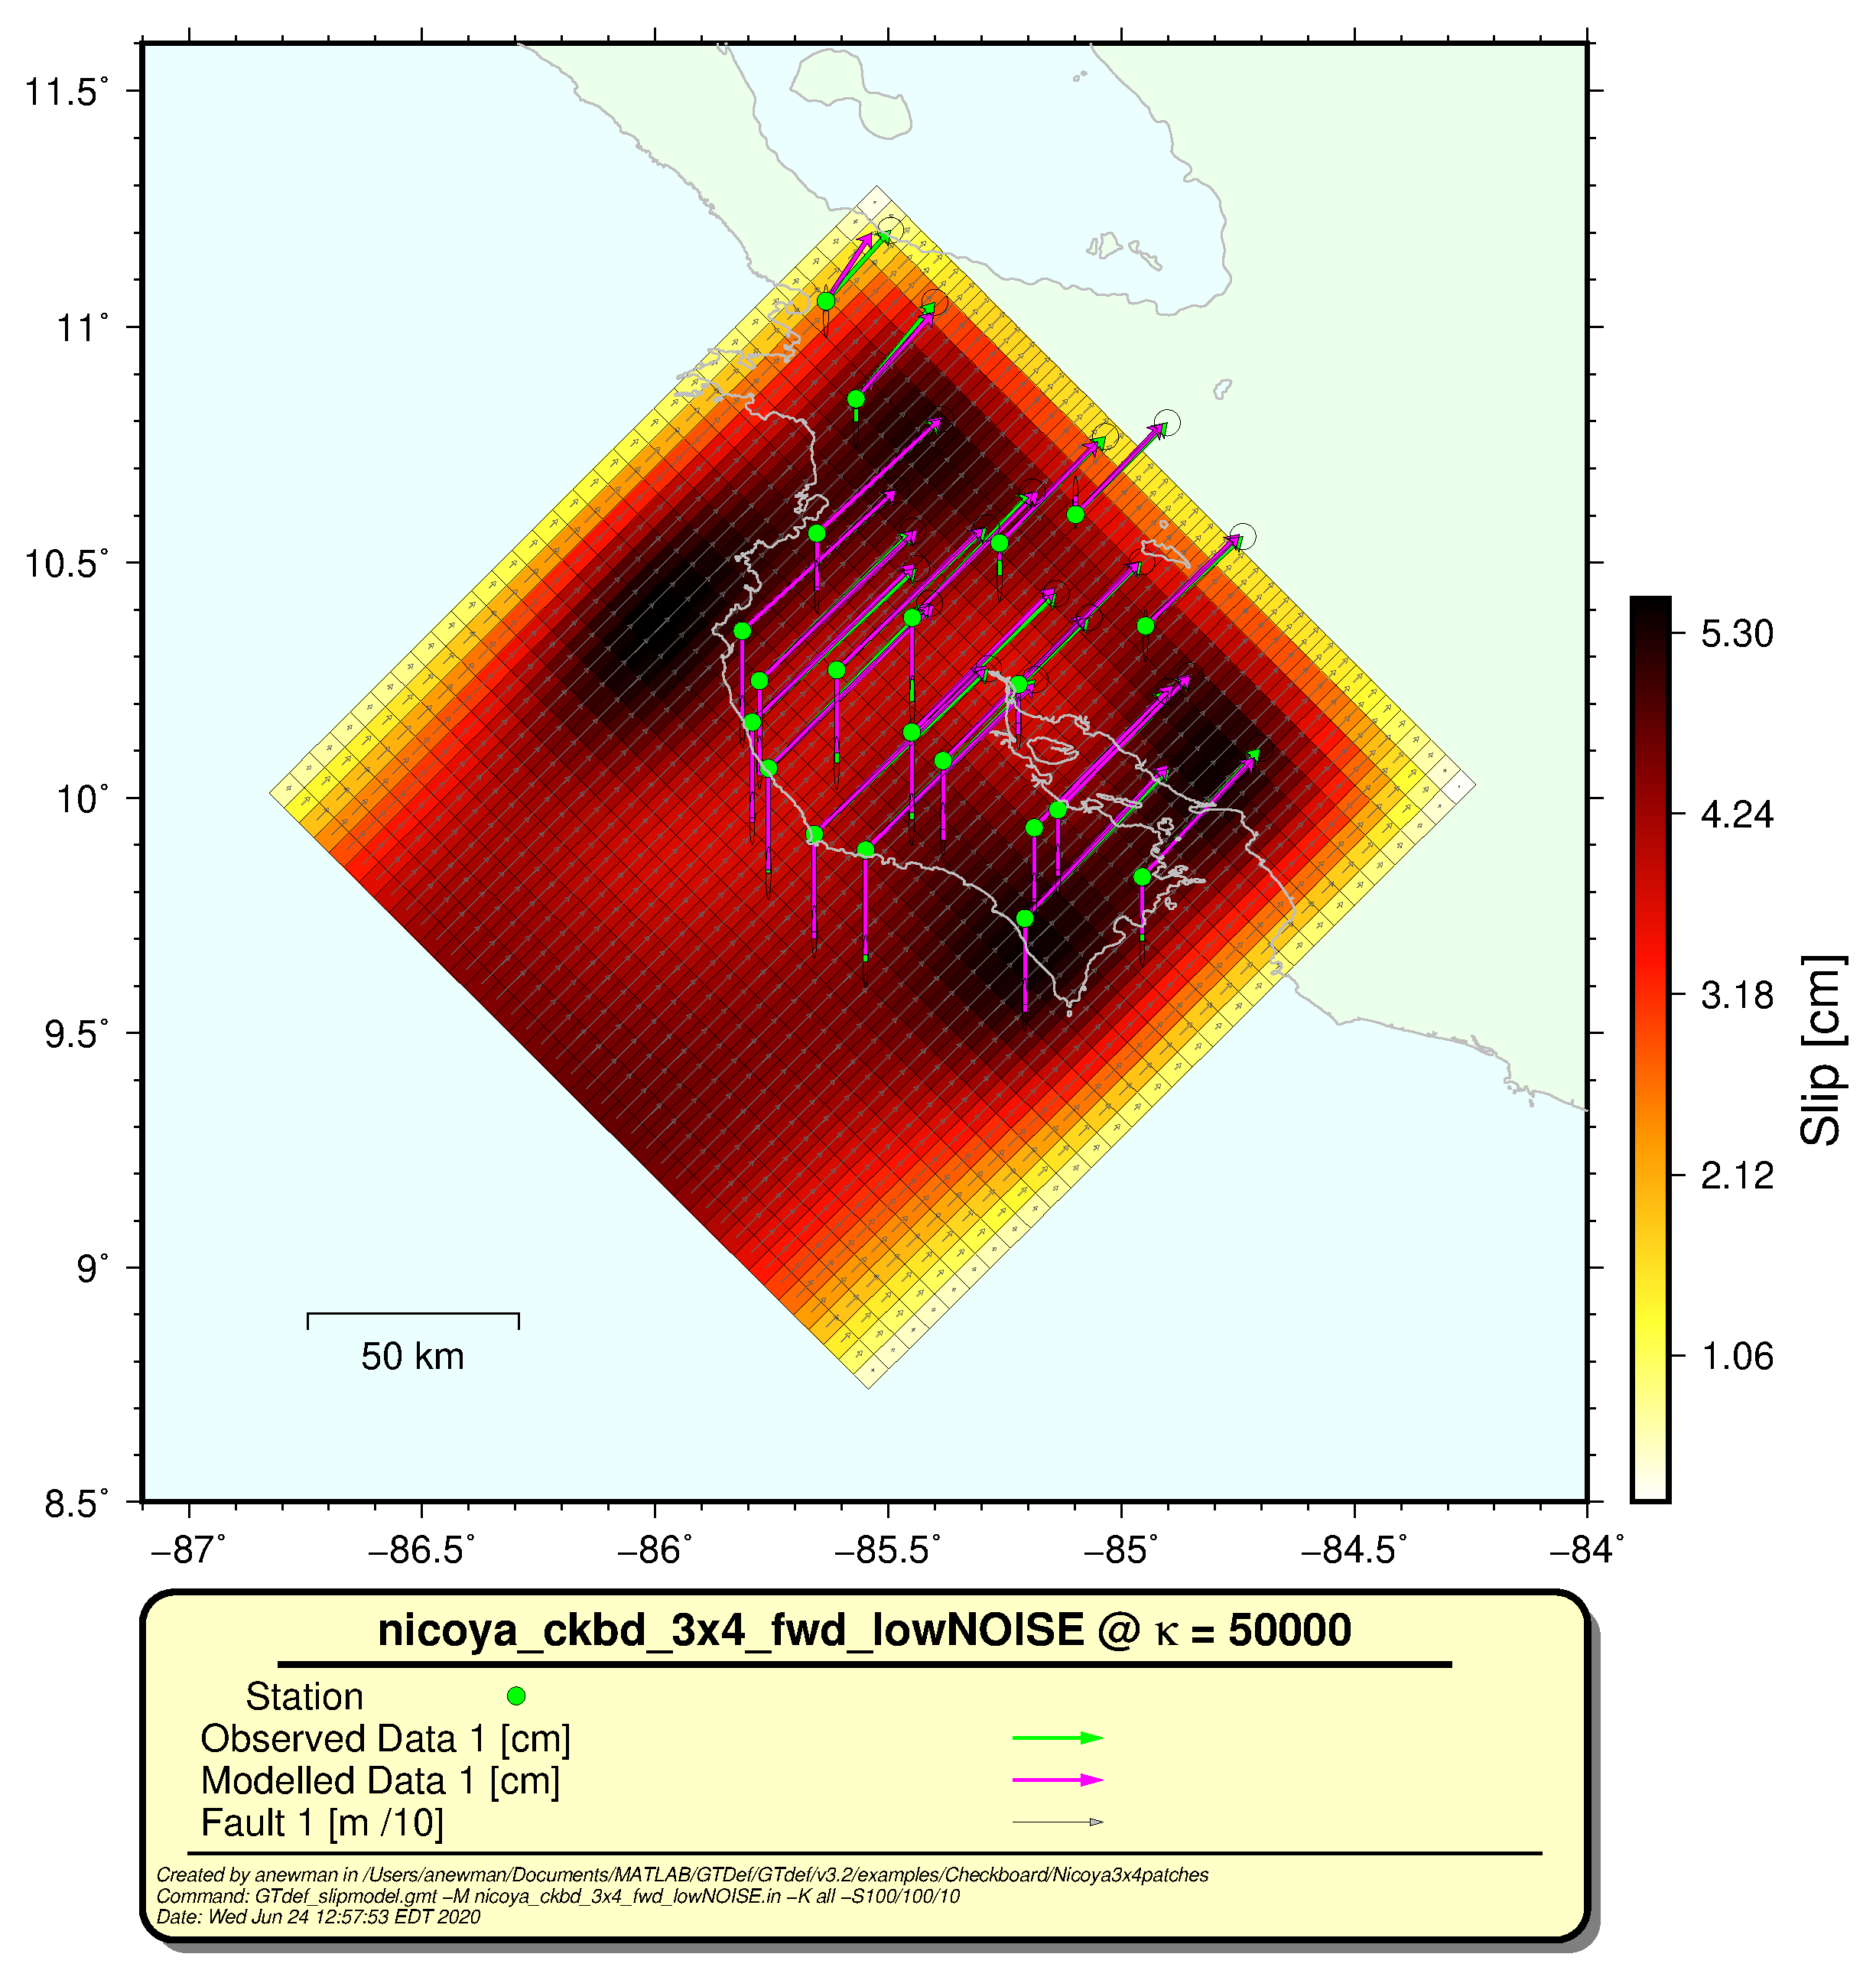 11.5°
11°
10.5°
10°
9.5°
9°
8.5°
−87°
−86.5°
−86°
−85.5°
−85°
−84.5°
−84°
50 km
5.30
4.24
3.18
2.12
1.06
Slip [cm]
nicoya_ckbd_3x4_fwd_lowNOISE @ κ = 50000
Station
Observed Data 1 [cm]
Modelled Data 1 [cm]
Fault 1 [m /10]
Created by anewman in /Users/anewman/Documents/MATLAB/GTDef/GTdef/v3.2/examples/Checkboard/Nicoya3x4patches
Command: GTdef_slipmodel.gmt −M nicoya_ckbd_3x4_fwd_lowNOISE.in −K all −S100/100/10
Date: Wed Jun 24 12:57:53 EDT 2020